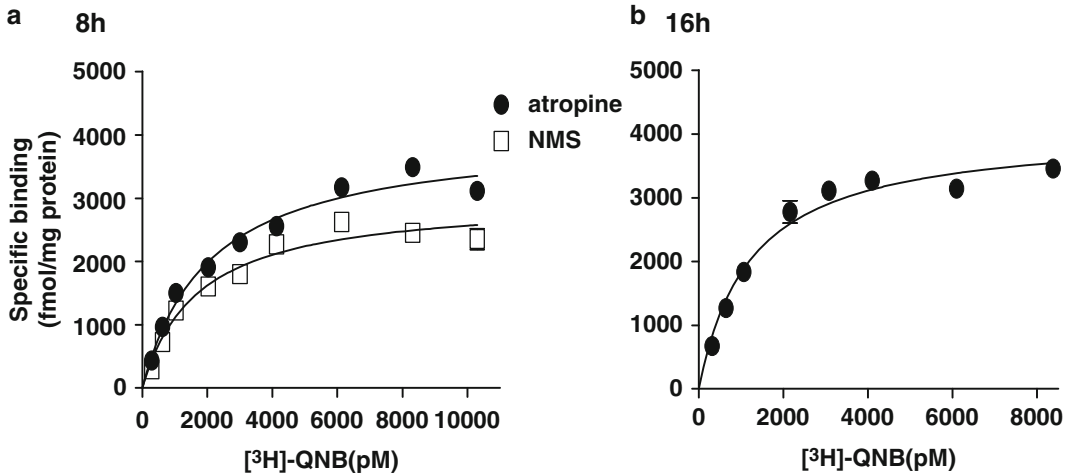 a 8h
b 16h
Specific binding
(fmol/mg protein)
5000
4000
3000
2000
1000
0
0 2000 4000 6000 8000 10000
[³H]-QNB(pM)
atropine
NMS
5000
4000
3000
2000
1000
0
0 2000 4000 6000 8000
[³H]-QNB(pM)